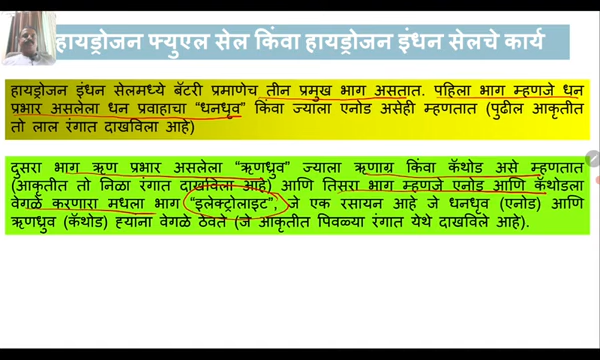 हायड्रोजन फ्युएल सेल किंवा हायड्रोजन इंधन सेलचे कार्य
हायड्रोजन इंधन सेलमध्ये बॅटरी प्रमाणेच तीन प्रमुख भाग असतात. पहिला भाग म्हणजे धन
प्रभार असलेला धन प्रवाहाचा “धनधृव” किंवा ज्याला एनोड असेही म्हणतात (पुढील आकृतीत
तो लाल रंगात दाखविला आहे)
दुसरा भाग ऋण प्रभार असलेला “ऋणधुव” ज्याला ऋणाग्र किंवा कॅथोड असे म्हणतात
(आकृतीत तो निळा रंगात दाखविला आहे) आणि तिसरा भाग म्हणजे एनोड आणि कॅथोडला
वेगळे करणारा मधला भाग “इलेक्ट्रोलाइट”, जे एक रसायन आहे जे धनधृव (एनोड) आणि
ऋणध्रुव (कॅथोड) ह्यांना वेगळे ठेवते (जे आकृतीत पिवळ्या रंगात येथे दाखविले आहे).